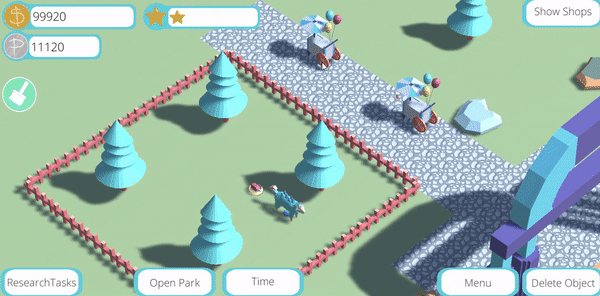 99920
Show Shops
11120
ResearchTasks
Open Park
Time
Menu
Delete Object